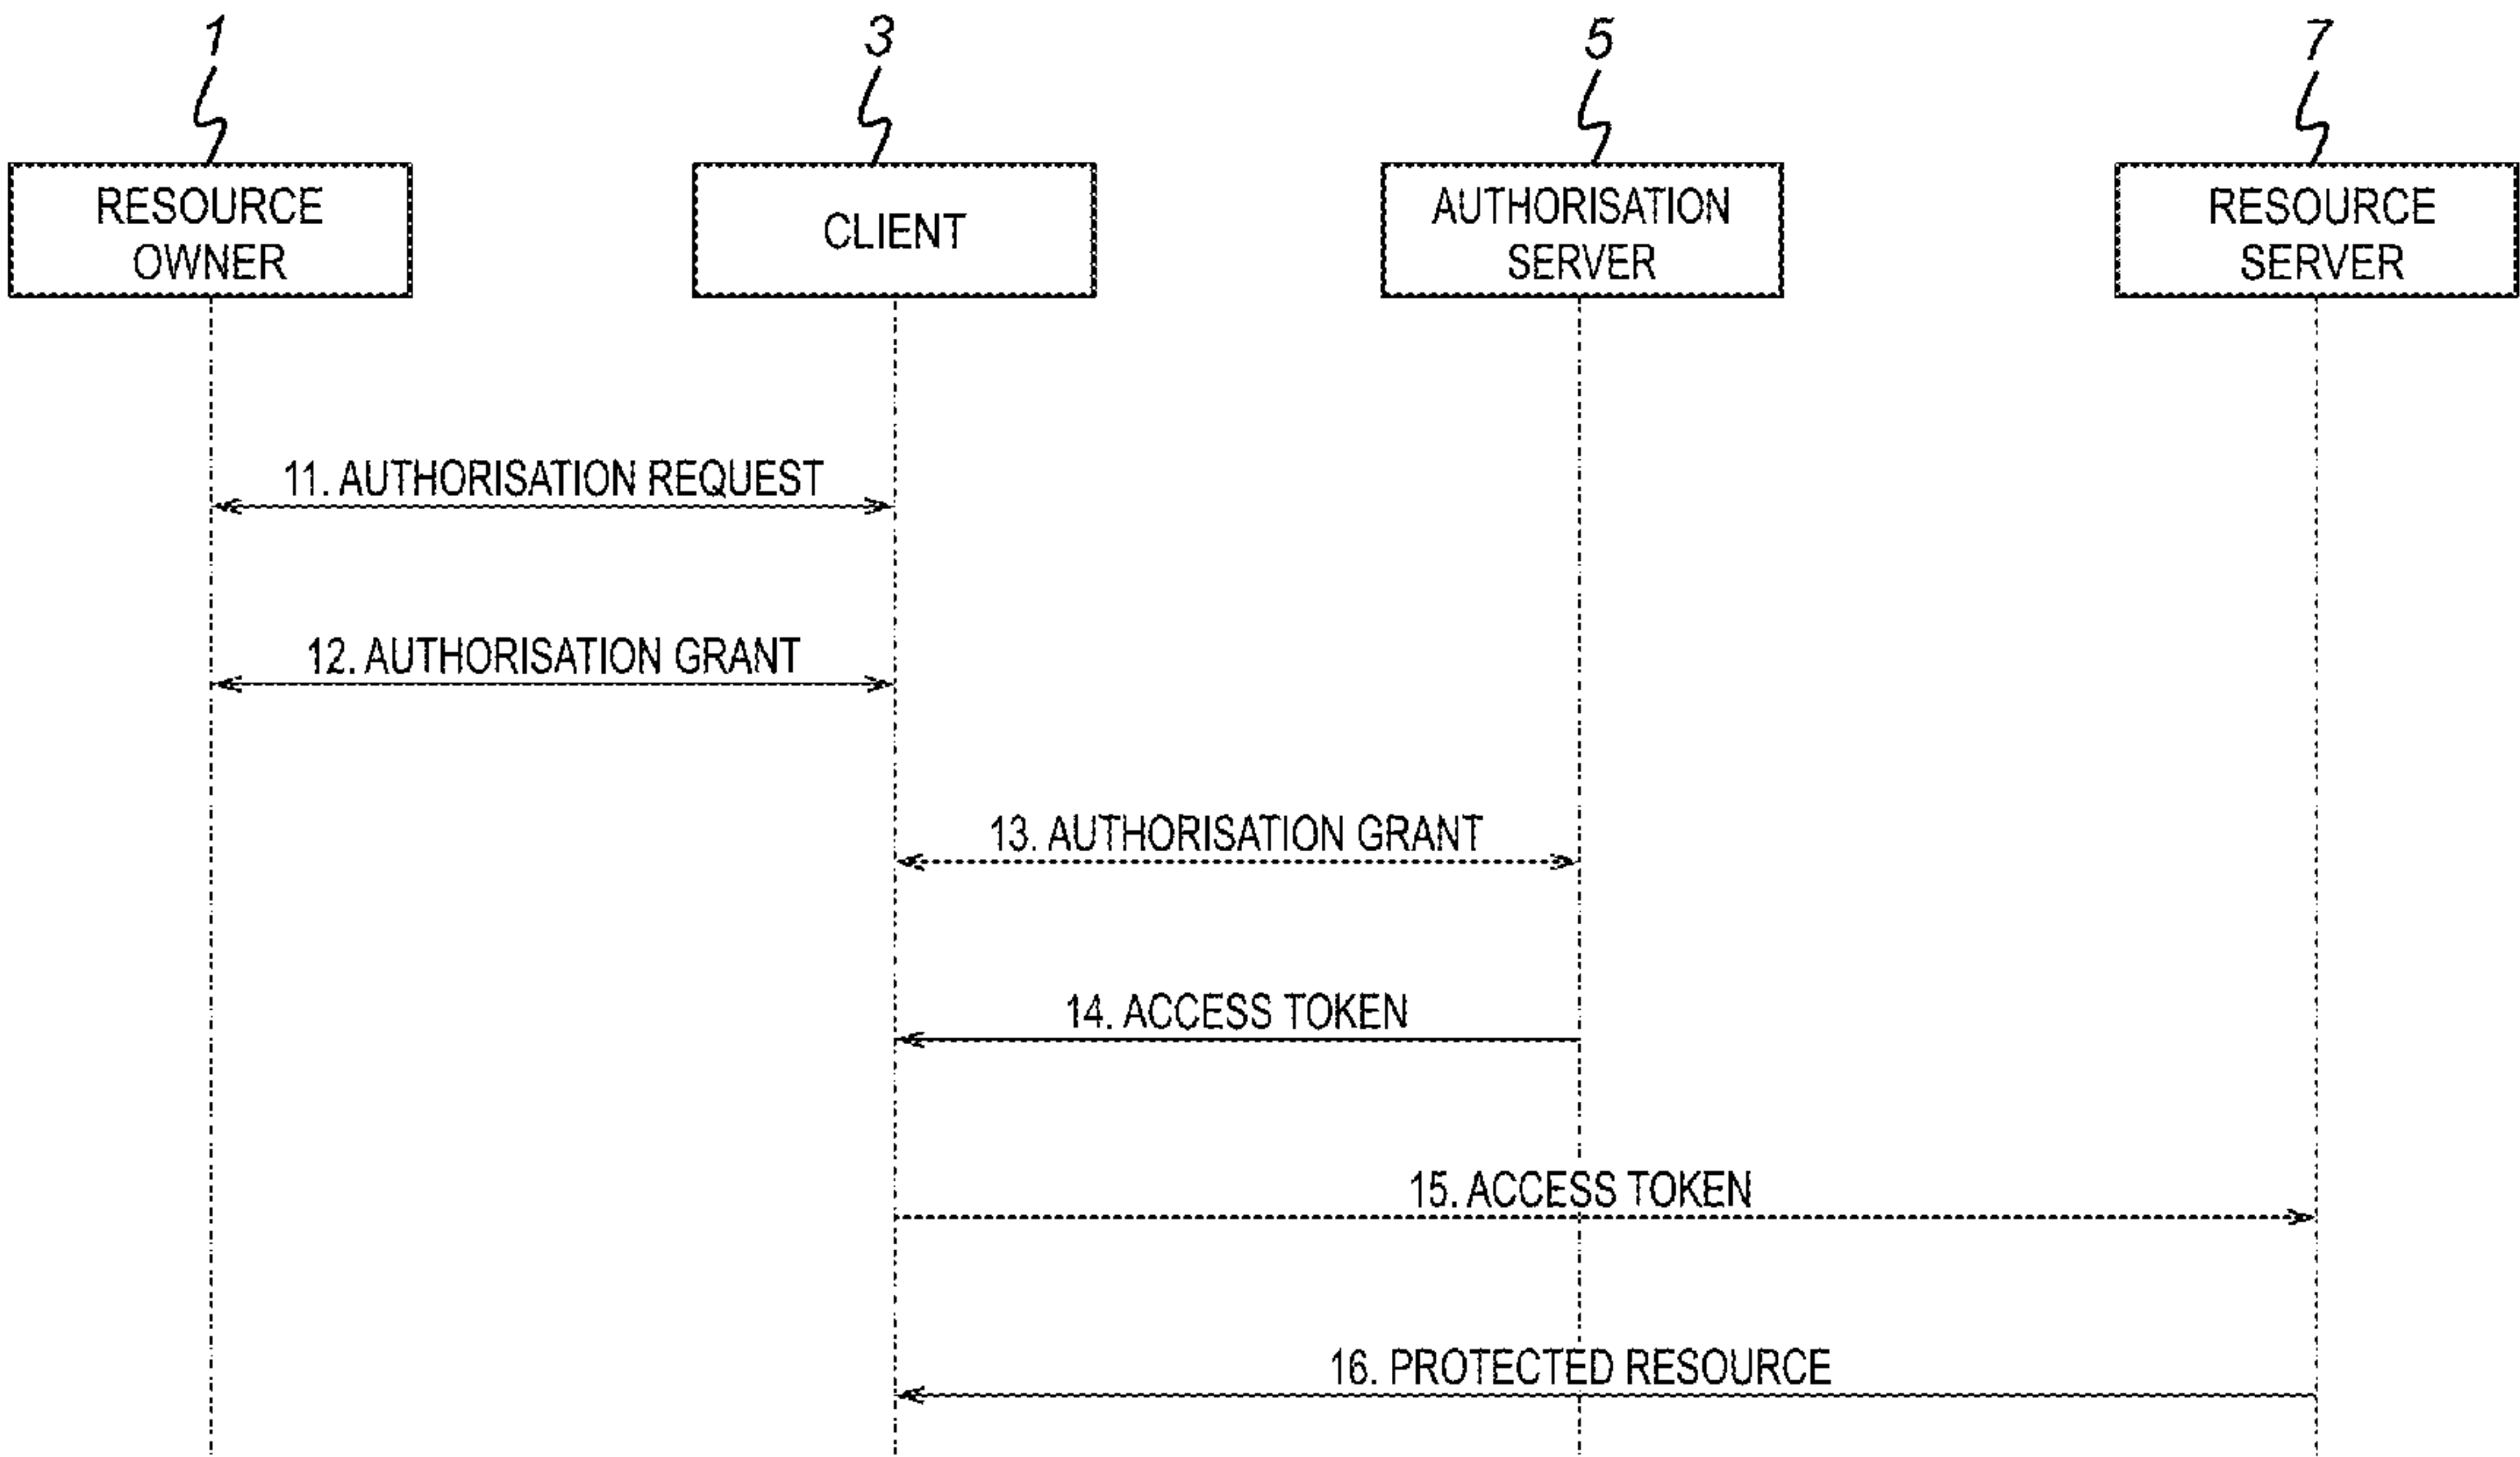 1
3
5
7
RESOURCE
OWNER
CLIENT
AUTHORISATION
SERVER
RESOURCE
SERVER
11. AUTHORISATION REQUEST
12. AUTHORISATION GRANT
13. AUTHORISATION GRANT
14. ACCESS TOKEN
15. ACCESS TOKEN
16. PROTECTED RESOURCE